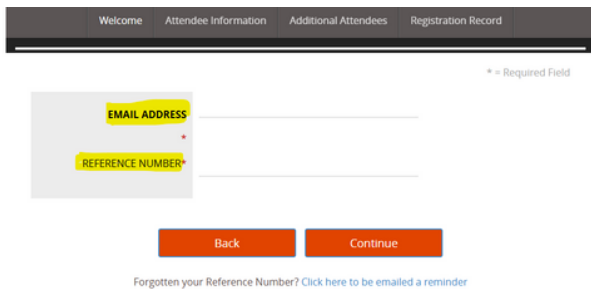 Welcome Attendee Information Additional Attendees Registration Record
* = Required Field
EMAIL ADDRESS
*
REFERENCE NUMBER*
Back Continue
Forgotten your Reference Number? Click here to be emailed a reminder